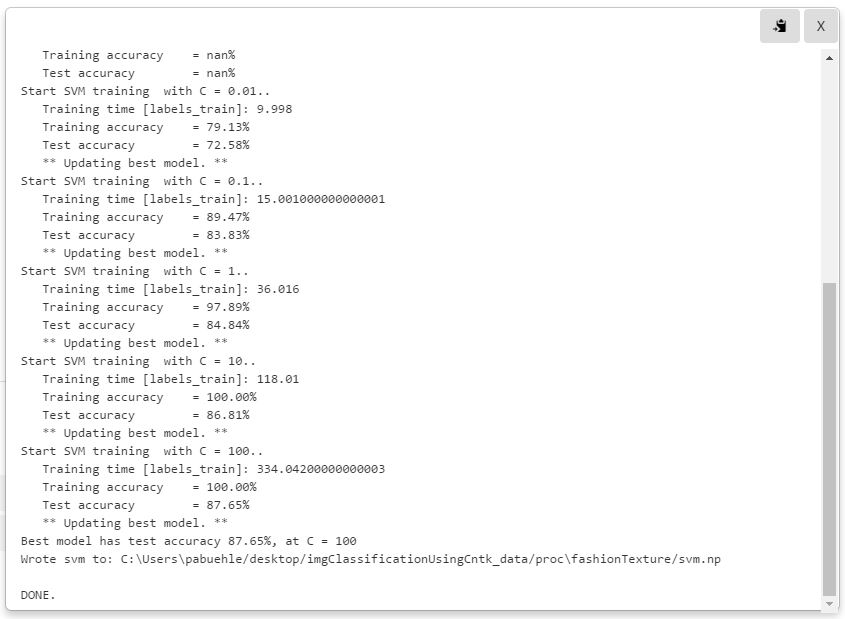 X
Training accuracy    = nan%
Test accuracy        = nan%
Start SVM training  with C = 0.01..
Training time [labels_train]: 9.998
Training accuracy    = 79.13%
Test accuracy        = 72.58%
** Updating best model. **
Start SVM training  with C = 0.1..
Training time [labels_train]: 15.001000000000001
Training accuracy    = 89.47%
Test accuracy        = 83.83%
** Updating best model. **
Start SVM training  with C = 1..
Training time [labels_train]: 36.016
Training accuracy    = 97.89%
Test accuracy        = 84.84%
** Updating best model. **
Start SVM training  with C = 10..
Training time [labels_train]: 118.01
Training accuracy    = 100.00%
Test accuracy        = 86.81%
** Updating best model. **
Start SVM training  with C = 100..
Training time [labels_train]: 334.04200000000003
Training accuracy    = 100.00%
Test accuracy        = 87.65%
** Updating best model. **
Best model has test accuracy 87.65%, at C = 100
Wrote svm to: C:\Users\pabuehle/desktop/imgClassificationUsingCntk_data/proc\fashionTexture/svm.np
DONE.